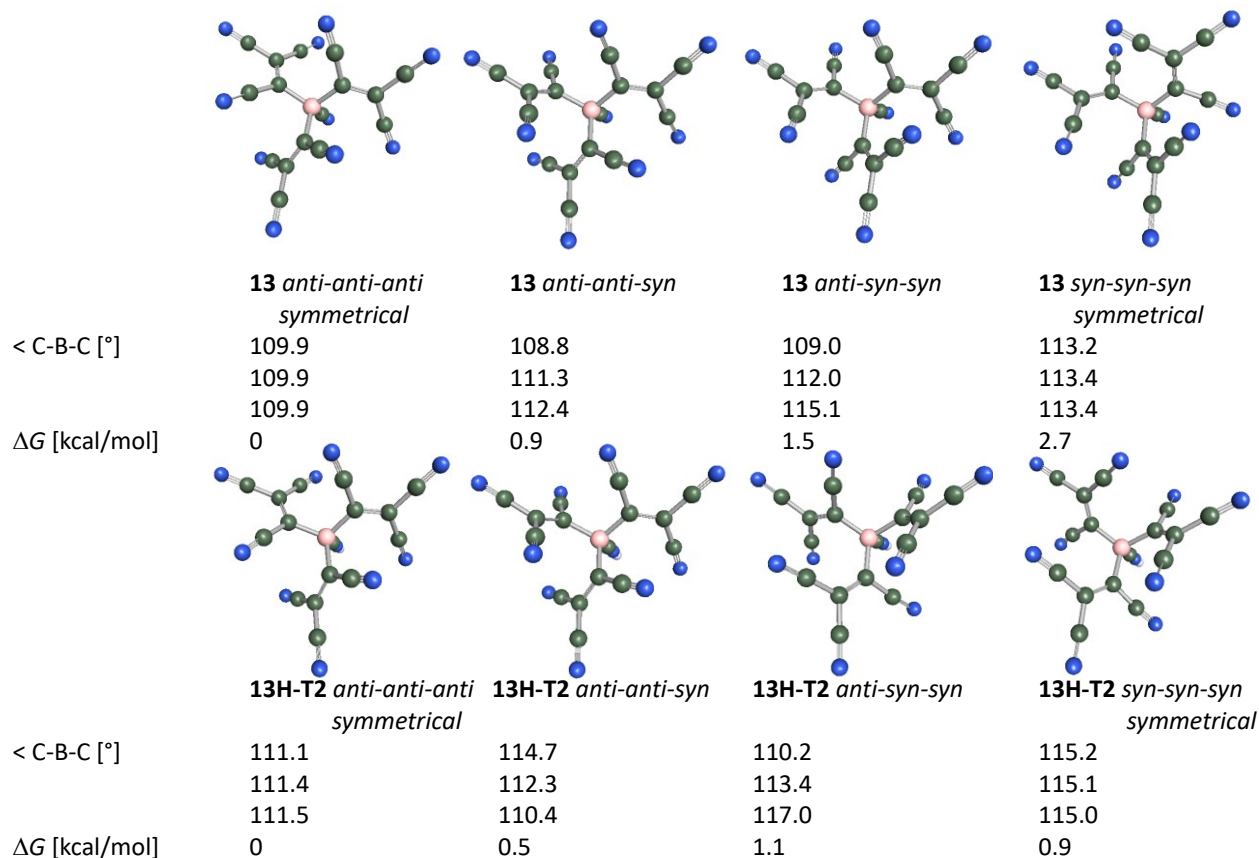 13 anti-anti-anti symmetrical 13 anti-anti-syn 13 anti-syn-syn 13 syn-syn-syn symmetrical
< C-B-C [°] 109.9 108.8 109.0 113.2
109.9 111.3 112.0 113.4
109.9 112.4 115.1 113.4
ΔG [kcal/mol] 0 0.9 1.5 2.7
13H-T2 anti-anti-anti symmetrical 13H-T2 anti-anti-syn 13H-T2 anti-syn-syn 13H-T2 syn-syn-syn symmetrical
< C-B-C [°] 111.1 114.7 110.2 115.2
111.4 112.3 113.4 115.1
111.5 110.4 117.0 115.0
ΔG [kcal/mol] 0 0.5 1.1 0.9